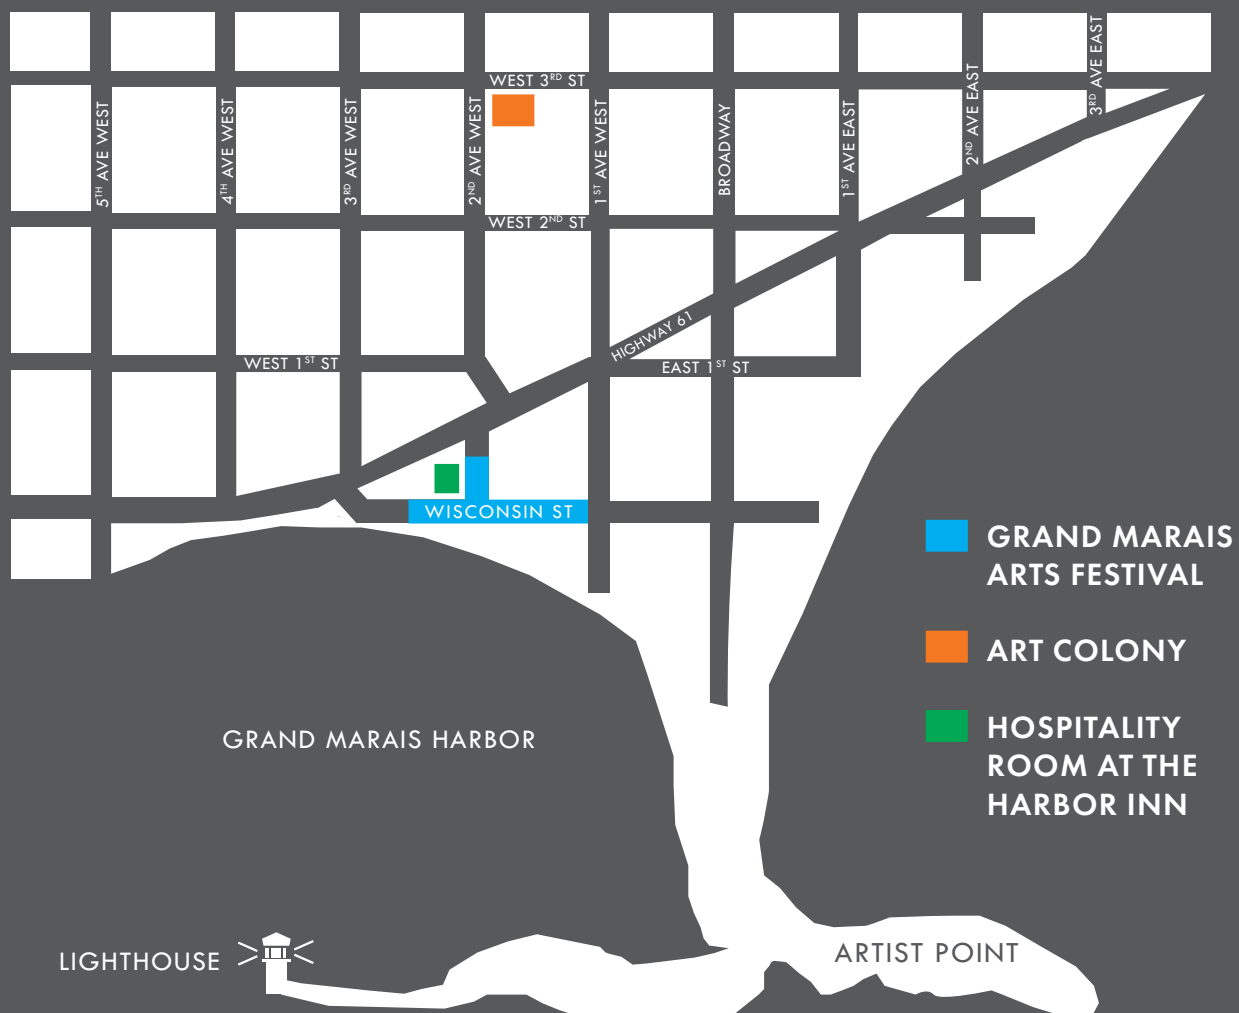 WEST 3RD ST
5TH AVE WEST
4TH AVE WEST
3RD AVE WEST
2ND AVE WEST
1ST AVE WEST
BROADWAY
1ST AVE EAST
2ND AVE EAST
3RD AVE EAST
WEST 2ND ST
HIGHWAY 61
WEST 1ST ST
EAST 1ST ST
WISCONSIN ST
GRAND MARAIS
ARTS FESTIVAL
ART COLONY
HOSPITALITY
ROOM AT THE
HARBOR INN
GRAND MARAIS HARBOR
LIGHTHOUSE
ARTIST POINT